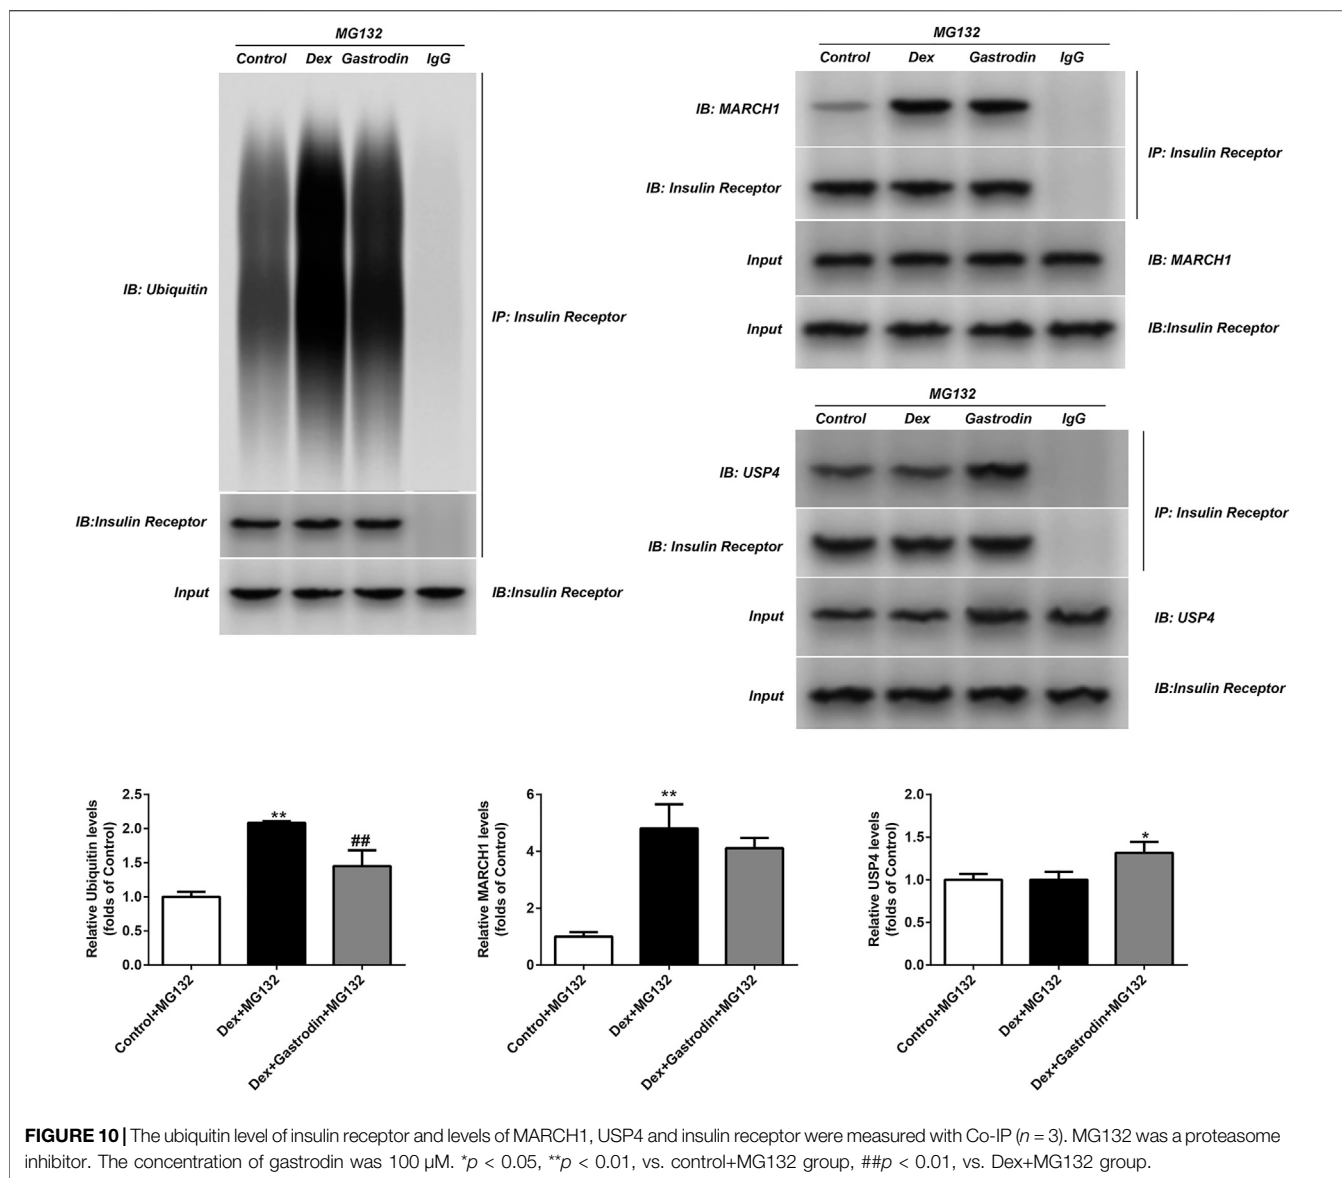 MG132
Control Dex Gastrodin IgG
IB: Ubiquitin
IP: Insulin Receptor
IB:Insulin Receptor
Input
IB:Insulin Receptor
MG132
Control Dex Gastrodin IgG
IB: MARCH1
IP: Insulin Receptor
IB: Insulin Receptor
Input IB: MARCH1
Input IB:Insulin Receptor
MG132
Control Dex Gastrodin IgG
IB: USP4
IP: Insulin Receptor
IB: Insulin Receptor
Input IB: USP4
Input IB:Insulin Receptor
Relative Ubiquitin levels
(folds of Control)
2.5
2.0
1.5
1.0
0.5
0.0
**
##
Control+MG132
Dex+MG132
Dex+Gastrodin+MG132
Relative MARCH1 levels
(folds of Control)
6
4
2
0
**
Control+MG132
Dex+MG132
Dex+Gastrodin+MG132
Relative USP4 levels
(folds of Control)
2.0
1.5
1.0
0.5
0.0
*
Control+MG132
Dex+MG132
Dex+Gastrodin+MG132
FIGURE 10 | The ubiquitin level of insulin receptor and levels of MARCH1, USP4 and insulin receptor were measured with Co-IP (n = 3). MG132 was a proteasome
inhibitor. The concentration of gastrodin was 100 µM. *p < 0.05, **p < 0.01, vs. control+MG132 group, ##p < 0.01, vs. Dex+MG132 group.